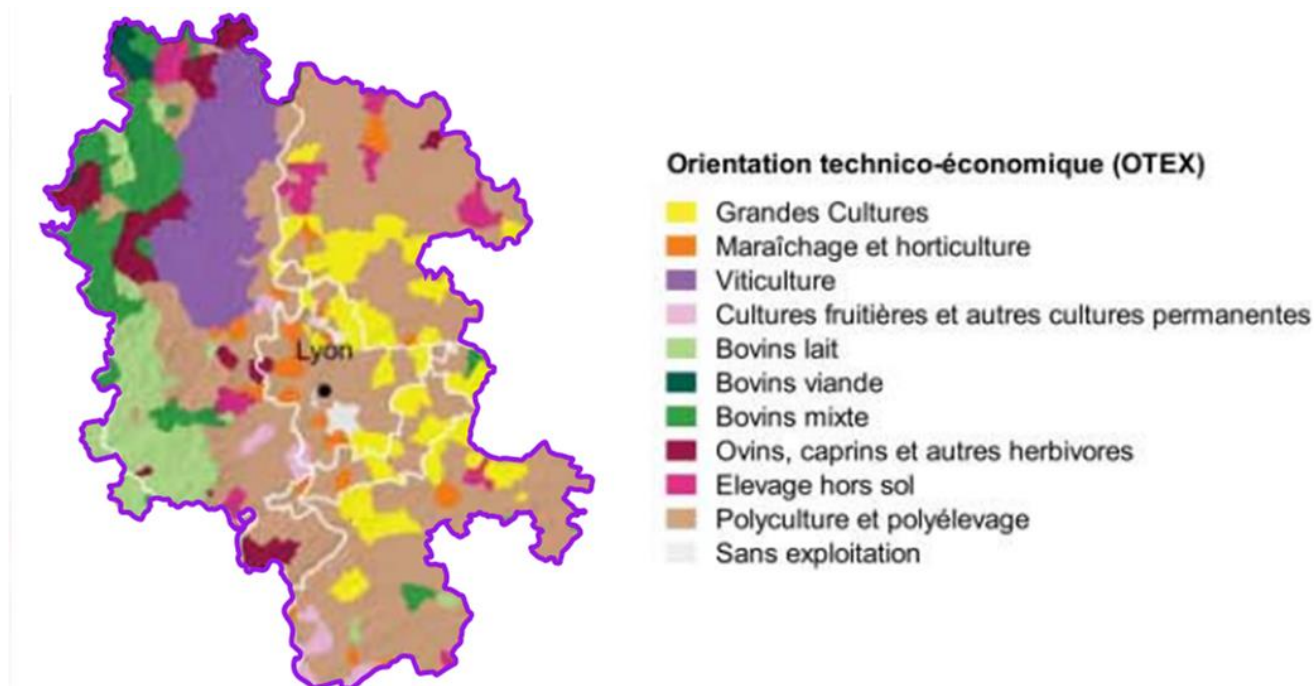 Lyon
Orientation technico-économique (OTEX)
Grandes Cultures
Maraîchage et horticulture
Viticulture
Cultures fruitières et autres cultures permanentes
Bovins lait
Bovins viande
Bovins mixte
Ovins, caprins et autres herbivores
Elevage hors sol
Polyculture et polyélevage
Sans exploitation